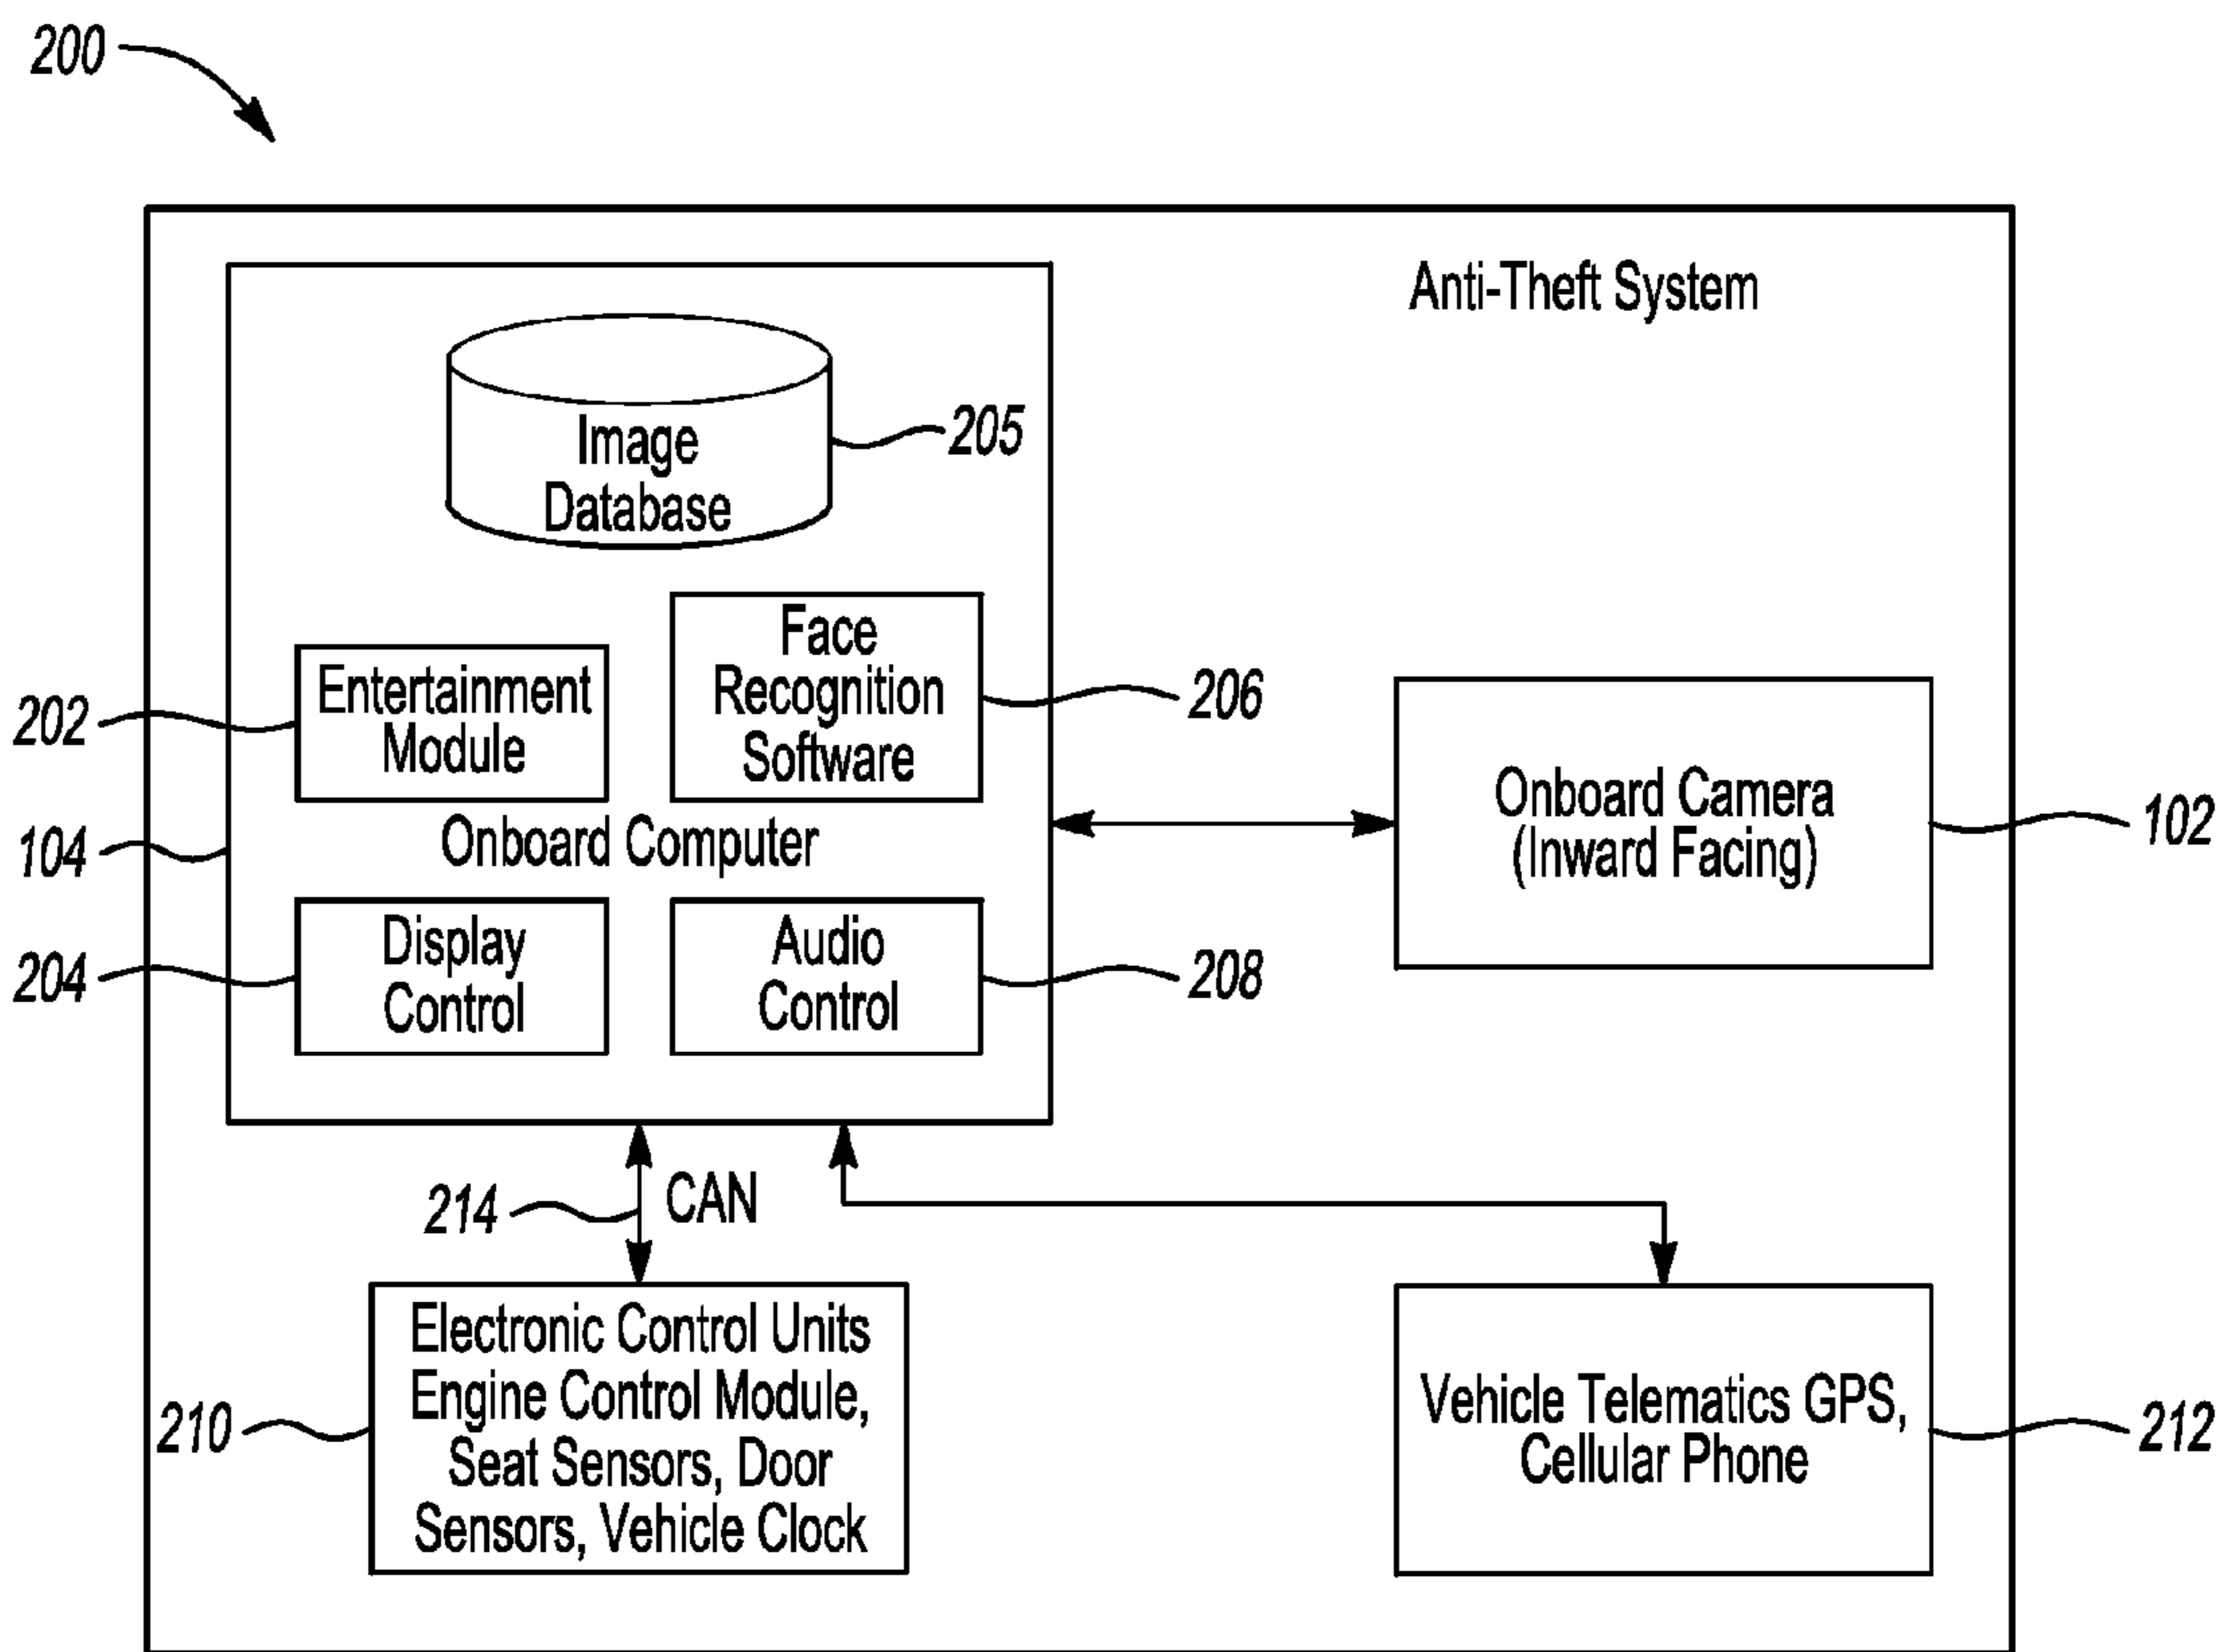 200
Anti-Theft System
Image
Database
205
Entertainment
Module
202
Face
Recognition
Software
206
Onboard Computer
104
Display
Control
204
Audio
Control
208
Onboard Camera
(Inward Facing)
102
214
CAN
Electronic Control Units
Engine Control Module,
Seat Sensors, Door
Sensors, Vehicle Clock
210
Vehicle Telematics GPS,
Cellular Phone
212